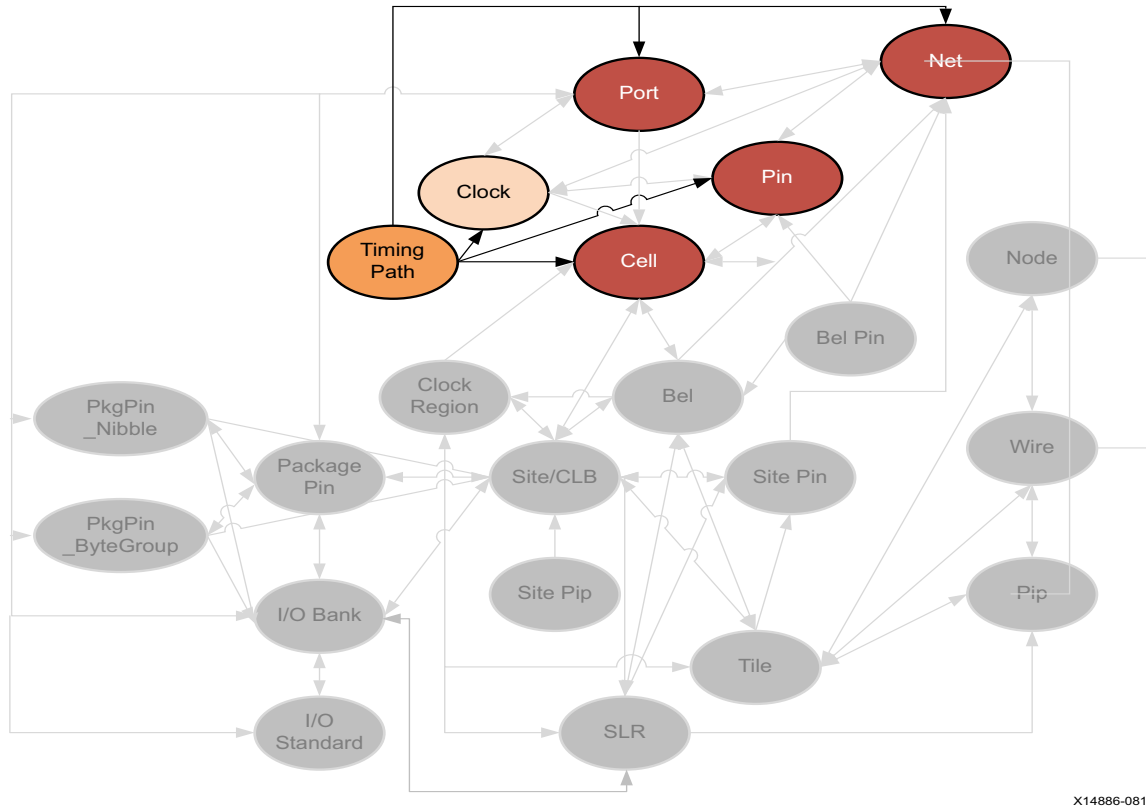 Net
Port
Pin
Clock
Timing
Path
Cell
Node
Bel Pin
Clock
Region
Bel
PkgPin
_Nibble
Wire
Package
Pin
Site/CLB
Site Pin
PkgPin
_ByteGroup
Site Pip
Pip
I/O Bank
Tile
I/O
Standard
SLR
X14886-081